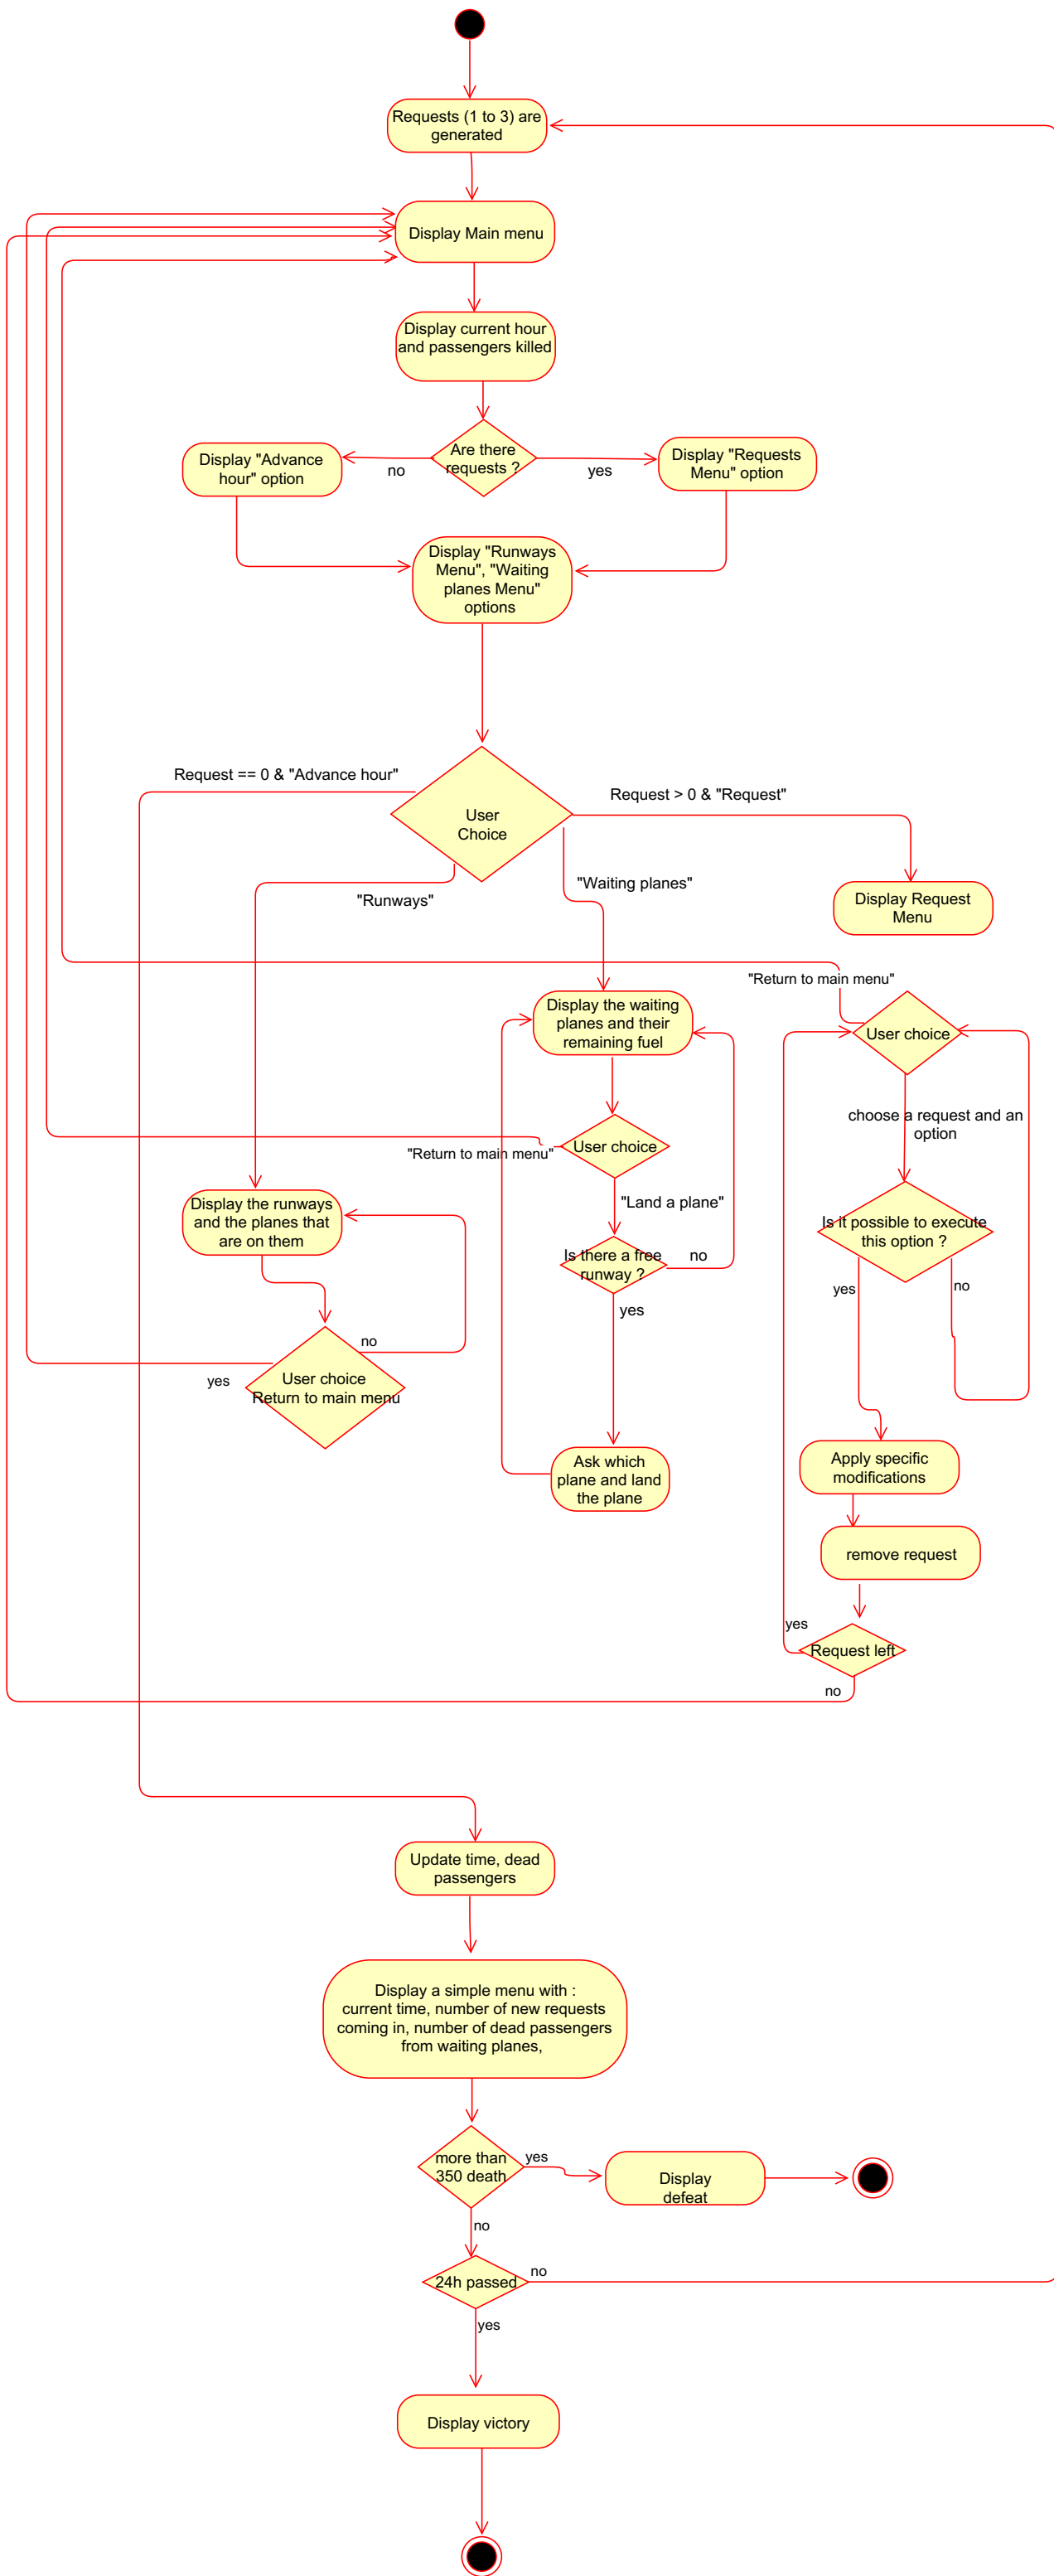 Requests (1 to 3) are
generated
Display Main menu
Display current hour
and passengers killed
Are there
requests ?
no
yes
Display "Advance
hour" option
Display "Requests
Menu" option
Display "Runways
Menu", "Waiting
planes Menu"
options
Request == 0 & "Advance hour"
Request > 0 & "Request"
User
Choice
"Waiting planes"
"Runways"
Display Request
Menu
"Return to main menu"
Display the waiting
planes and their
remaining fuel
User choice
choose a request and an
option
"Return to main menu"
User choice
"Land a plane"
Display the runways
and the planes that
are on them
Is it possible to execute
this option ?
Is there a free
runway ?
no
yes
no
yes
no
yes
User choice
Return to main menu
Ask which
plane and land
the plane
Apply specific
modifications
remove request
yes
Request left
no
Update time, dead
passengers
Display a simple menu with :
current time, number of new requests
coming in, number of dead passengers
from waiting planes,
more than
350 death
yes
Display
defeat
no
24h passed
no
yes
Display victory